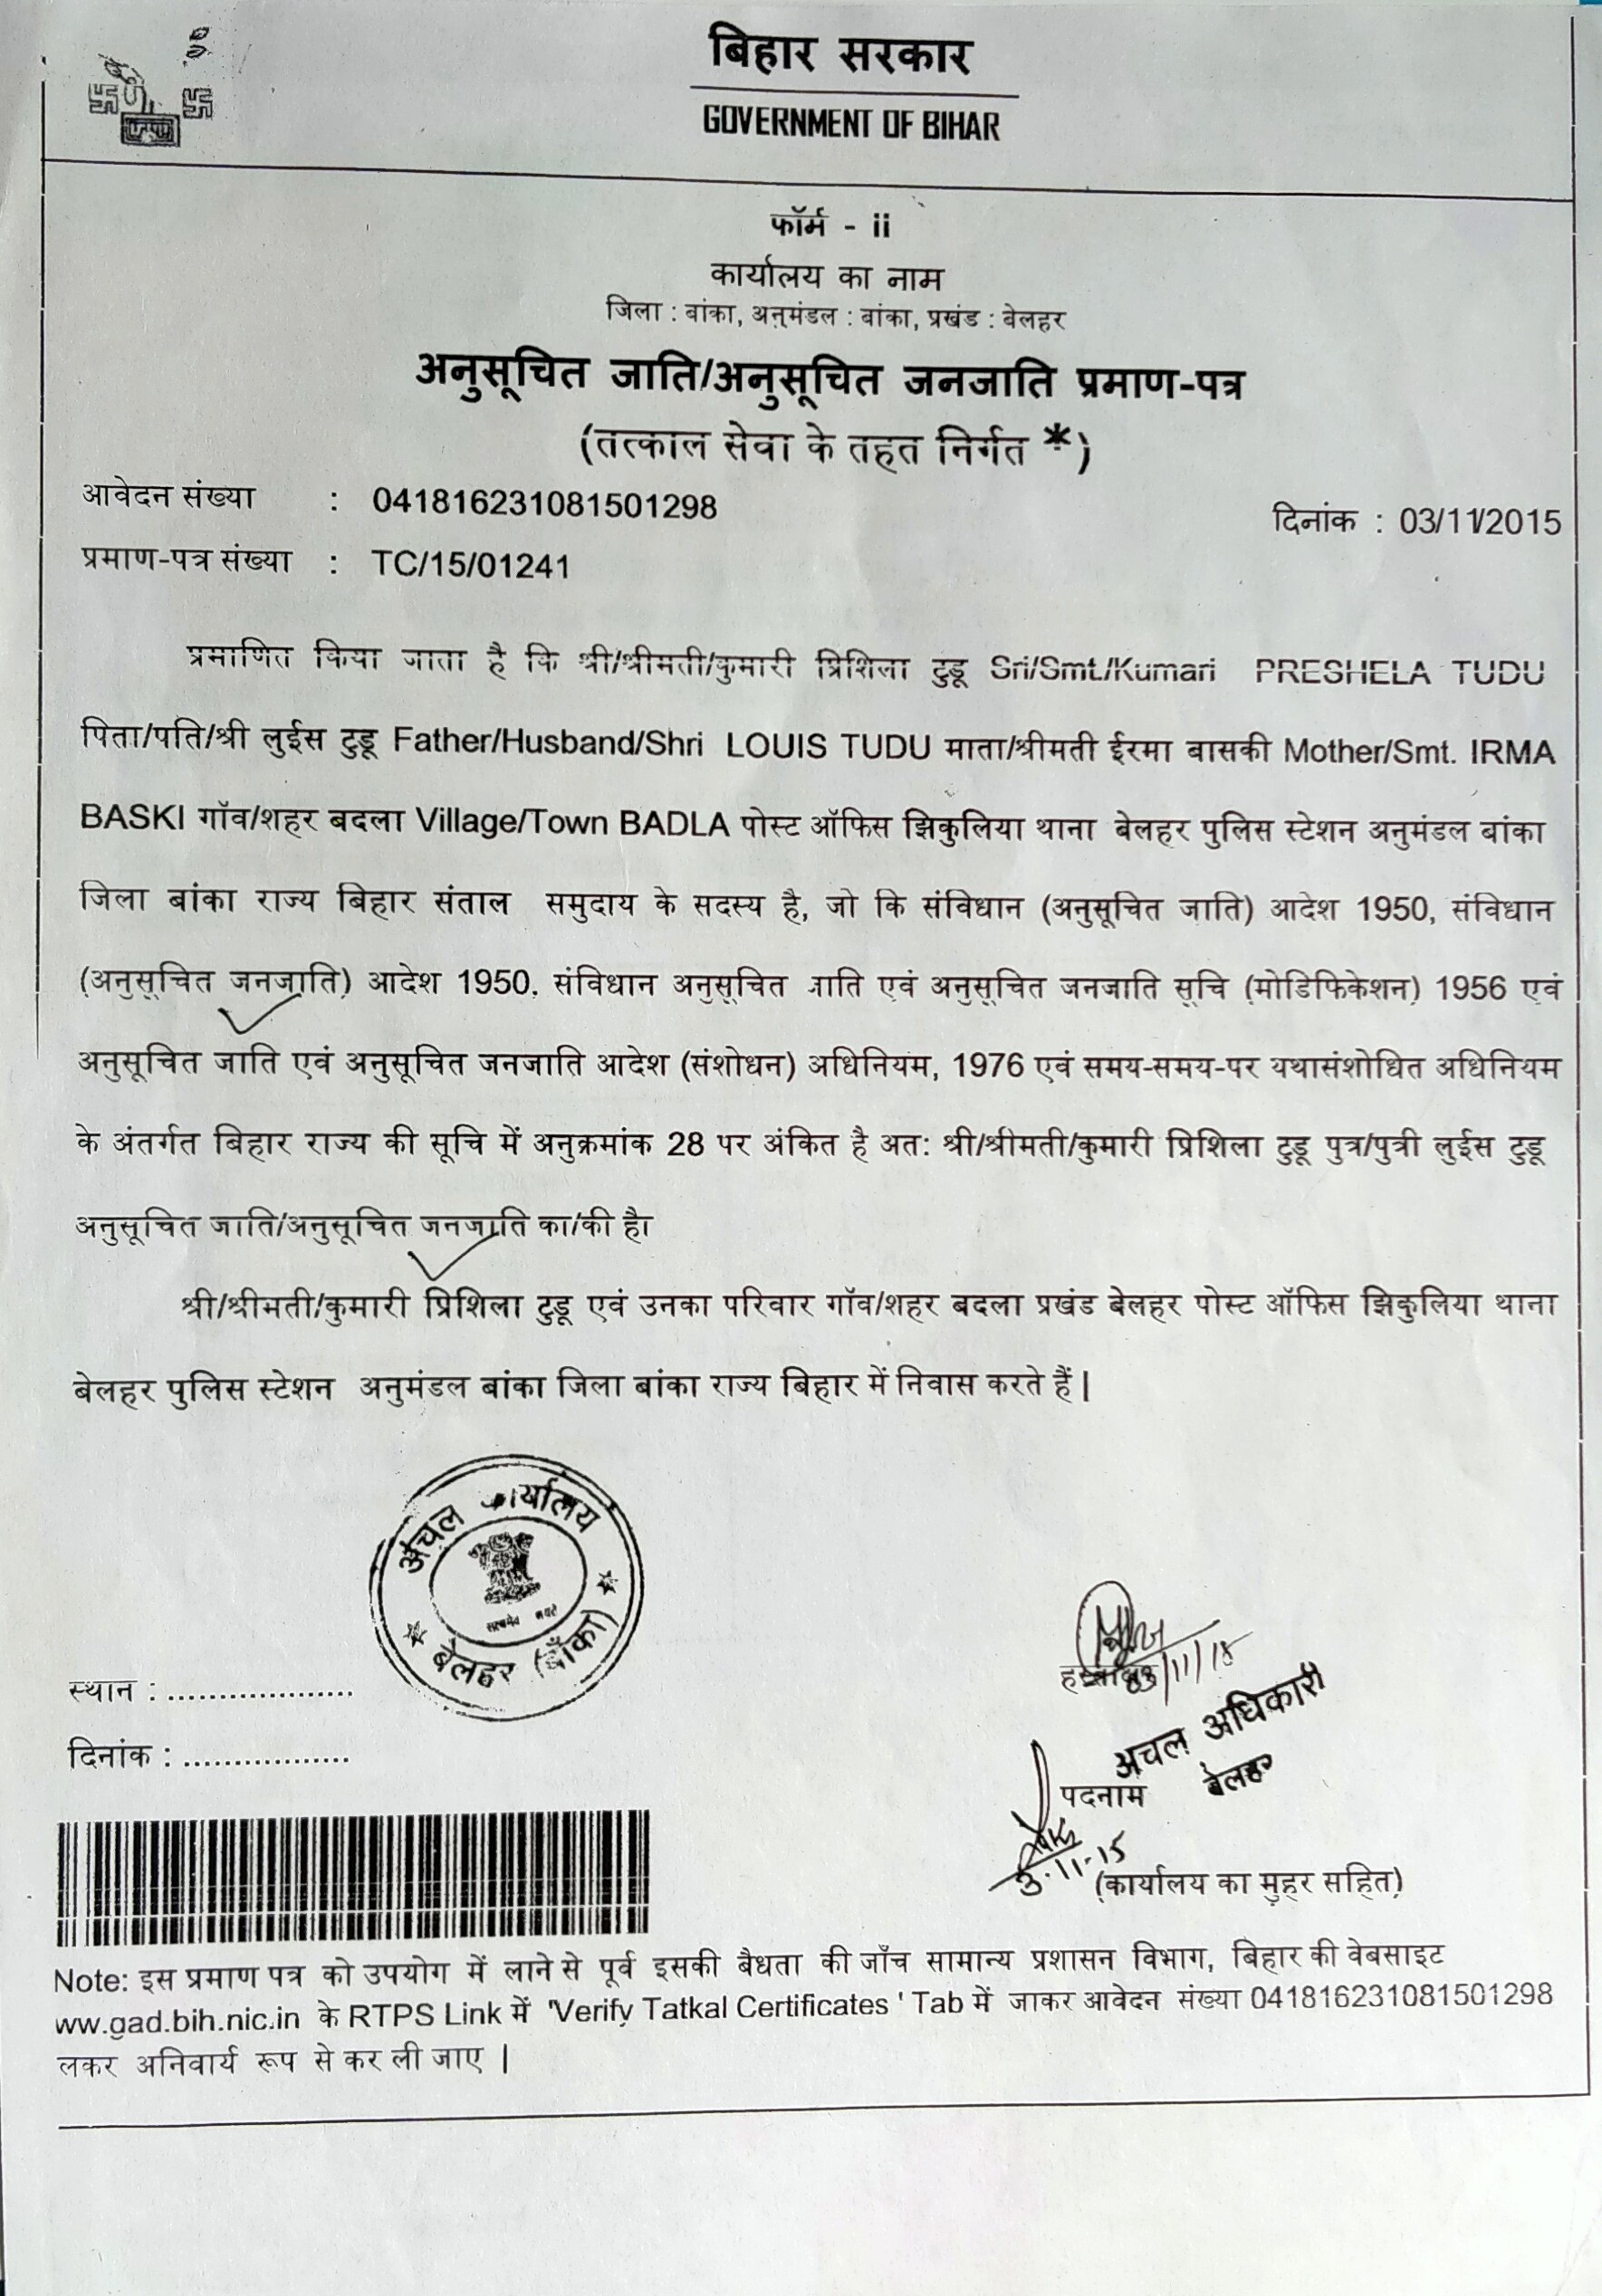 बिहार सरकार
GOVERNMENT OF BIHAR
फॉर्म - ii
कार्यालय का नाम
जिला : बांका, अनुमंडल : बांका, प्रखंड : बेलहर
अनुसूचित जाति/अनुसूचित जनजाति प्रमाण-पत्र
(तत्काल सेवा के तहत निर्गत *)
आवेदन संख्या : 041816231081501298
दिनांक : 03/11/2015
प्रमाण-पत्र संख्या : TC/15/01241
प्रमाणित किया जाता है कि श्री/श्रीमती/कुमारी प्रिशिला टुडू Sri/Smt./Kumari PRESHELA TUDU
पिता/पति/श्री लुईस टुडू Father/Husband/Shri LOUIS TUDU माता/श्रीमती ईरमा बासकी Mother/Smt. IRMA
BASKI गॉव/शहर बदला Village/Town BADLA पोस्ट ऑफिस झिकुलिया थाना बेलहर पुलिस स्टेशन अनुमंडल बांका
जिला बांका राज्य बिहार संताल समुदाय के सदस्य है, जो कि संविधान (अनुसूचित जाति) आदेश 1950, संविधान
(अनुसूचित जनजाति) आदेश 1950, संविधान अनुसूचित जाति एवं अनुसूचित जनजाति सूचि (मोडिफिकेशन) 1956 एवं
अनुसूचित जाति एवं अनुसूचित जनजाति आदेश (संशोधन) अधिनियम, 1976 एवं समय-समय-पर यथासंशोधित अधिनियम
के अंतर्गत बिहार राज्य की सूचि में अनुक्रमांक 28 पर अंकित है अत: श्री/श्रीमती/कुमारी प्रिशिला टुडू पुत्र/पुत्री लुईस टुडू
अनुसूचित जाति/अनुसूचित जनजाति का/की है।
श्री/श्रीमती/कुमारी प्रिशिला टुडू एवं उनका परिवार गॉव/शहर बदला प्रखंड बेलहर पोस्ट ऑफिस झिकुलिया थाना
बेलहर पुलिस स्टेशन अनुमंडल बांका जिला बांका राज्य बिहार में निवास करते हैं |
अंचल कार्यालय
बेलहर (बाँका)
हस्ताक्षर
03/11/15
स्थान : ...................
अंचल अधिकारी
बेलहर
दिनांक : .................
पदनाम
3.11.15
(कार्यालय का मुहर सहित)
Note: इस प्रमाण पत्र को उपयोग में लाने से पूर्व इसकी बैधता की जाँच सामान्य प्रशासन विभाग, बिहार की वेबसाइट
ww.gad.bih.nic.in के RTPS Link में 'Verify Tatkal Certificates ' Tab में जाकर आवेदन संख्या 041816231081501298
लकर अनिवार्य रूप से कर ली जाए |